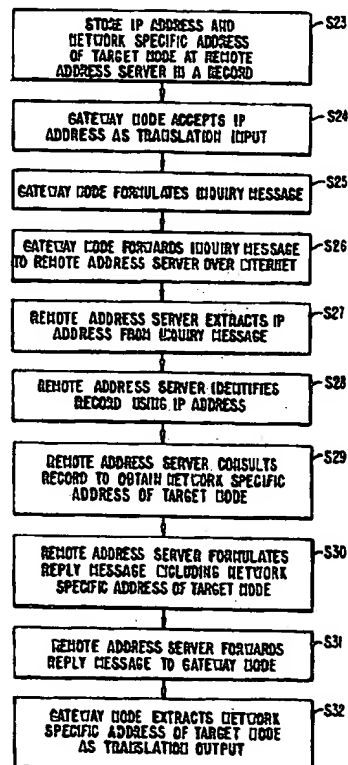 STORE IP ADDRESS AND
NETWORK SPECIFIC ADDRESS
OF TARGET NODE AT REMOTE
ADDRESS SERVER IN A RECORD
S23
GATEWAY NODE ACCEPTS IP
ADDRESS AS TRANSLATION INPUT
S24
GATEWAY NODE FORMULATES INQUIRY MESSAGE
S25
GATEWAY NODE FORWARDS INQUIRY MESSAGE
TO REMOTE ADDRESS SERVER OVER INTERNET
S26
REMOTE ADDRESS SERVER EXTRACTS IP
ADDRESS FROM INQUIRY MESSAGE
S27
REMOTE ADDRESS SERVER IDENTIFIES
RECORD USING IP ADDRESS
S28
REMOTE ADDRESS SERVER CONSULTS
RECORD TO OBTAIN NETWORK SPECIFIC
ADDRESS OF TARGET NODE
S29
REMOTE ADDRESS SERVER FORMULATES
REPLY MESSAGE INCLUDING NETWORK
SPECIFIC ADDRESS OF TARGET NODE
S30
REMOTE ADDRESS SERVER FORWARDS
REPLY MESSAGE TO GATEWAY NODE
S31
GATEWAY NODE EXTRACTS NETWORK
SPECIFIC ADDRESS OF TARGET NODE
AS TRANSLATION OUTPUT
S32